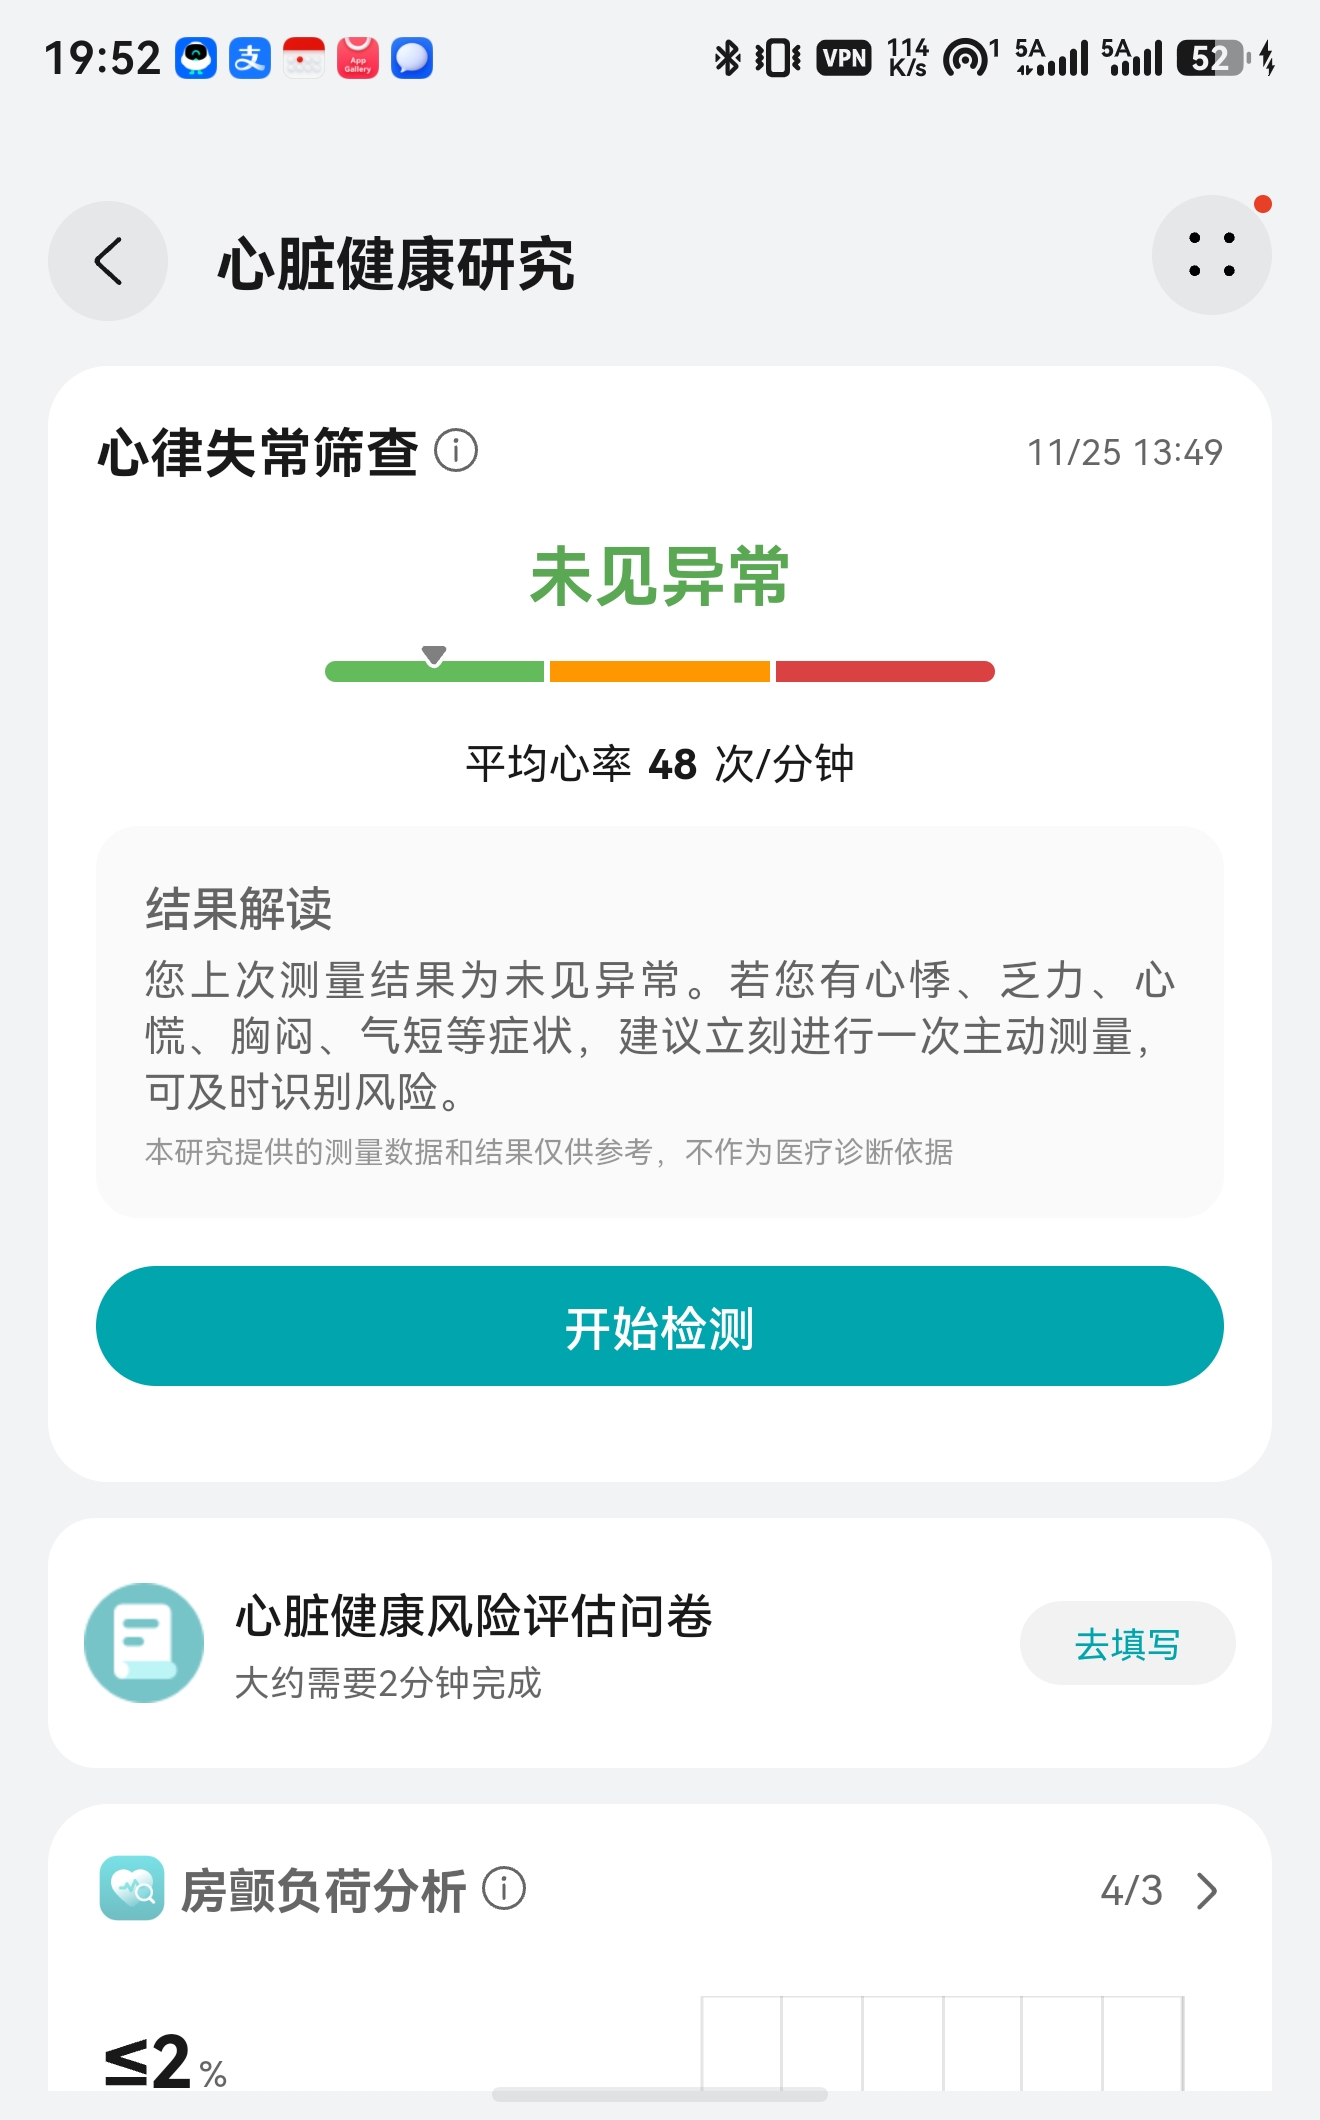 19:52
支
App
Gallery
VPN
114
K/s
1
5A
5A
52
心脏健康研究
心律失常筛查
11/25 13:49
未见异常
平均心率 48 次/分钟
结果解读
您上次测量结果为未见异常。若您有心悸、乏力、心
慌、胸闷、气短等症状，建议立刻进行一次主动测量，
可及时识别风险。
本研究提供的测量数据和结果仅供参考，不作为医疗诊断依据
开始检测
心脏健康风险评估问卷
大约需要2分钟完成
去填写
房颤负荷分析
4/3
≤2%